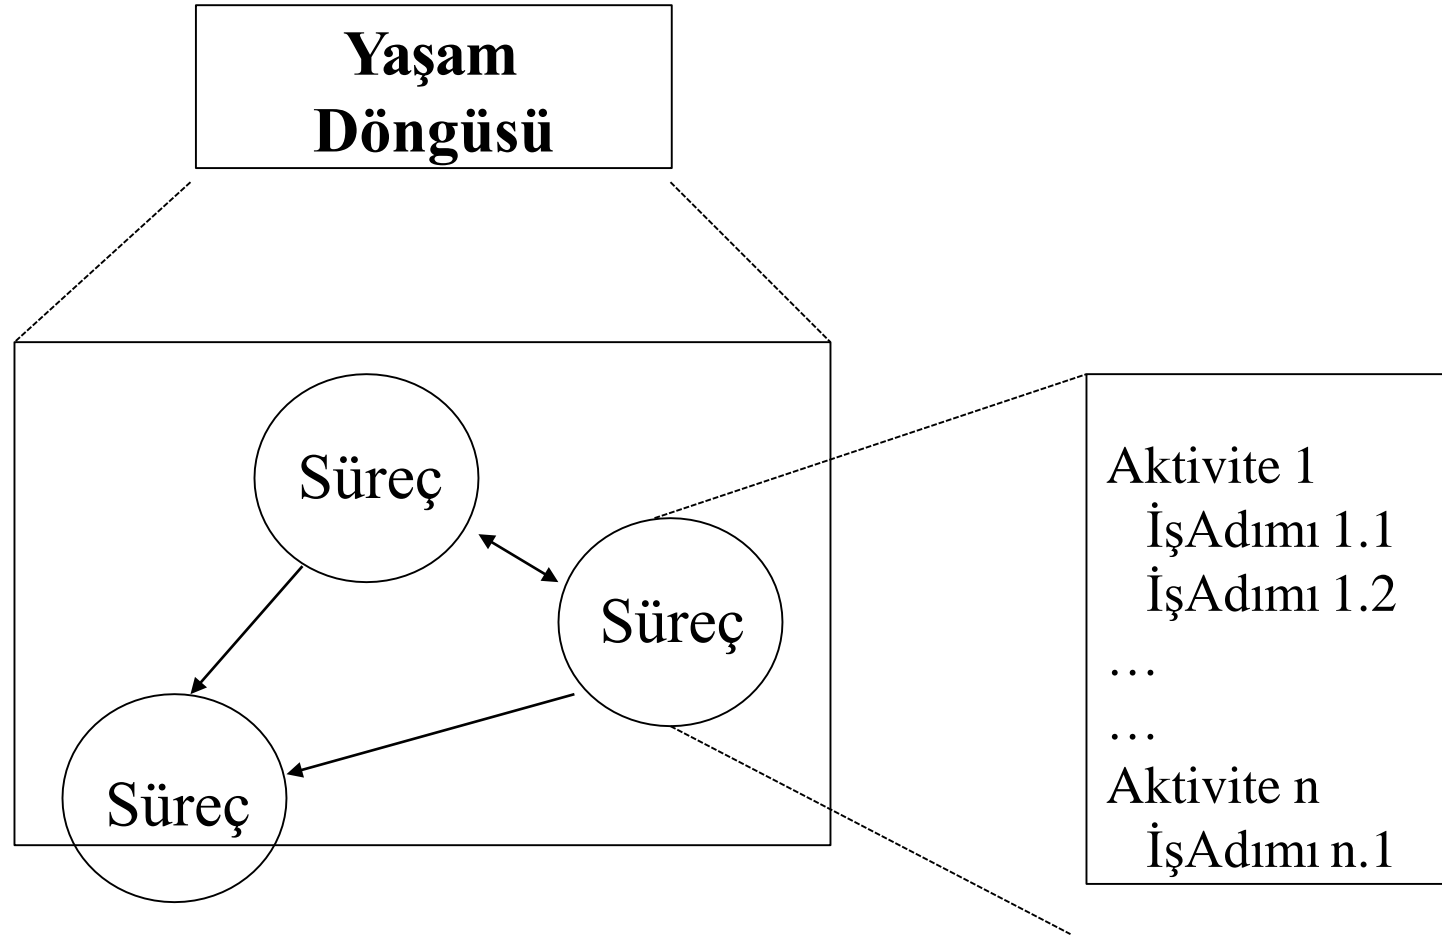 Yaşam
Döngüsü
Süreç
Süreç
Süreç
Aktivite 1
İşAdımı 1.1
İşAdımı 1.2
…
…
Aktivite n
İşAdımı n.1